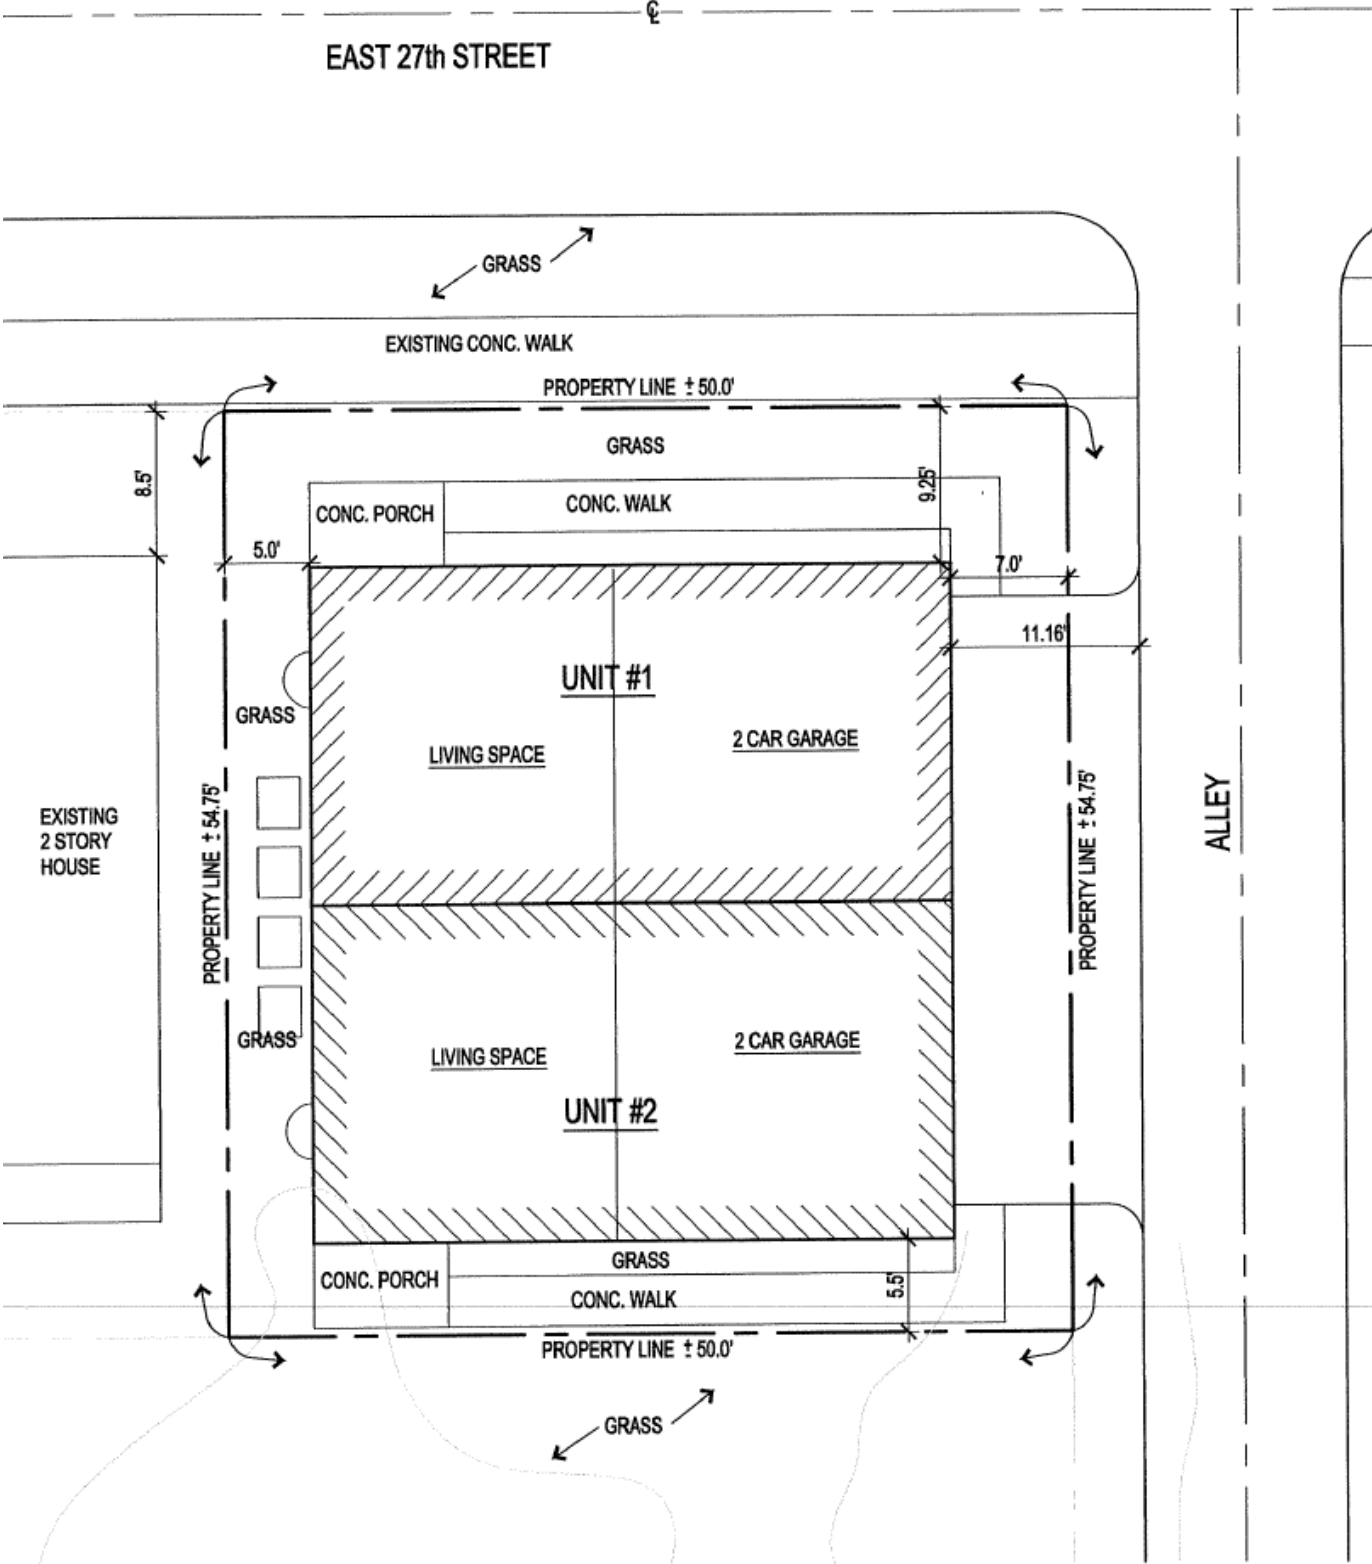 ℄
EAST 27th STREET
GRASS
EXISTING CONC. WALK
PROPERTY LINE ± 50.0'
GRASS
8.5'
9.25'
CONC. PORCH
CONC. WALK
5.0'
7.0'
11.16'
UNIT #1
GRASS
LIVING SPACE
2 CAR GARAGE
EXISTING
2 STORY
HOUSE
PROPERTY LINE ± 54.75'
PROPERTY LINE ± 54.75'
ALLEY
GRASS
LIVING SPACE
2 CAR GARAGE
UNIT #2
GRASS
CONC. PORCH
CONC. WALK
5.5'
PROPERTY LINE ± 50.0'
GRASS